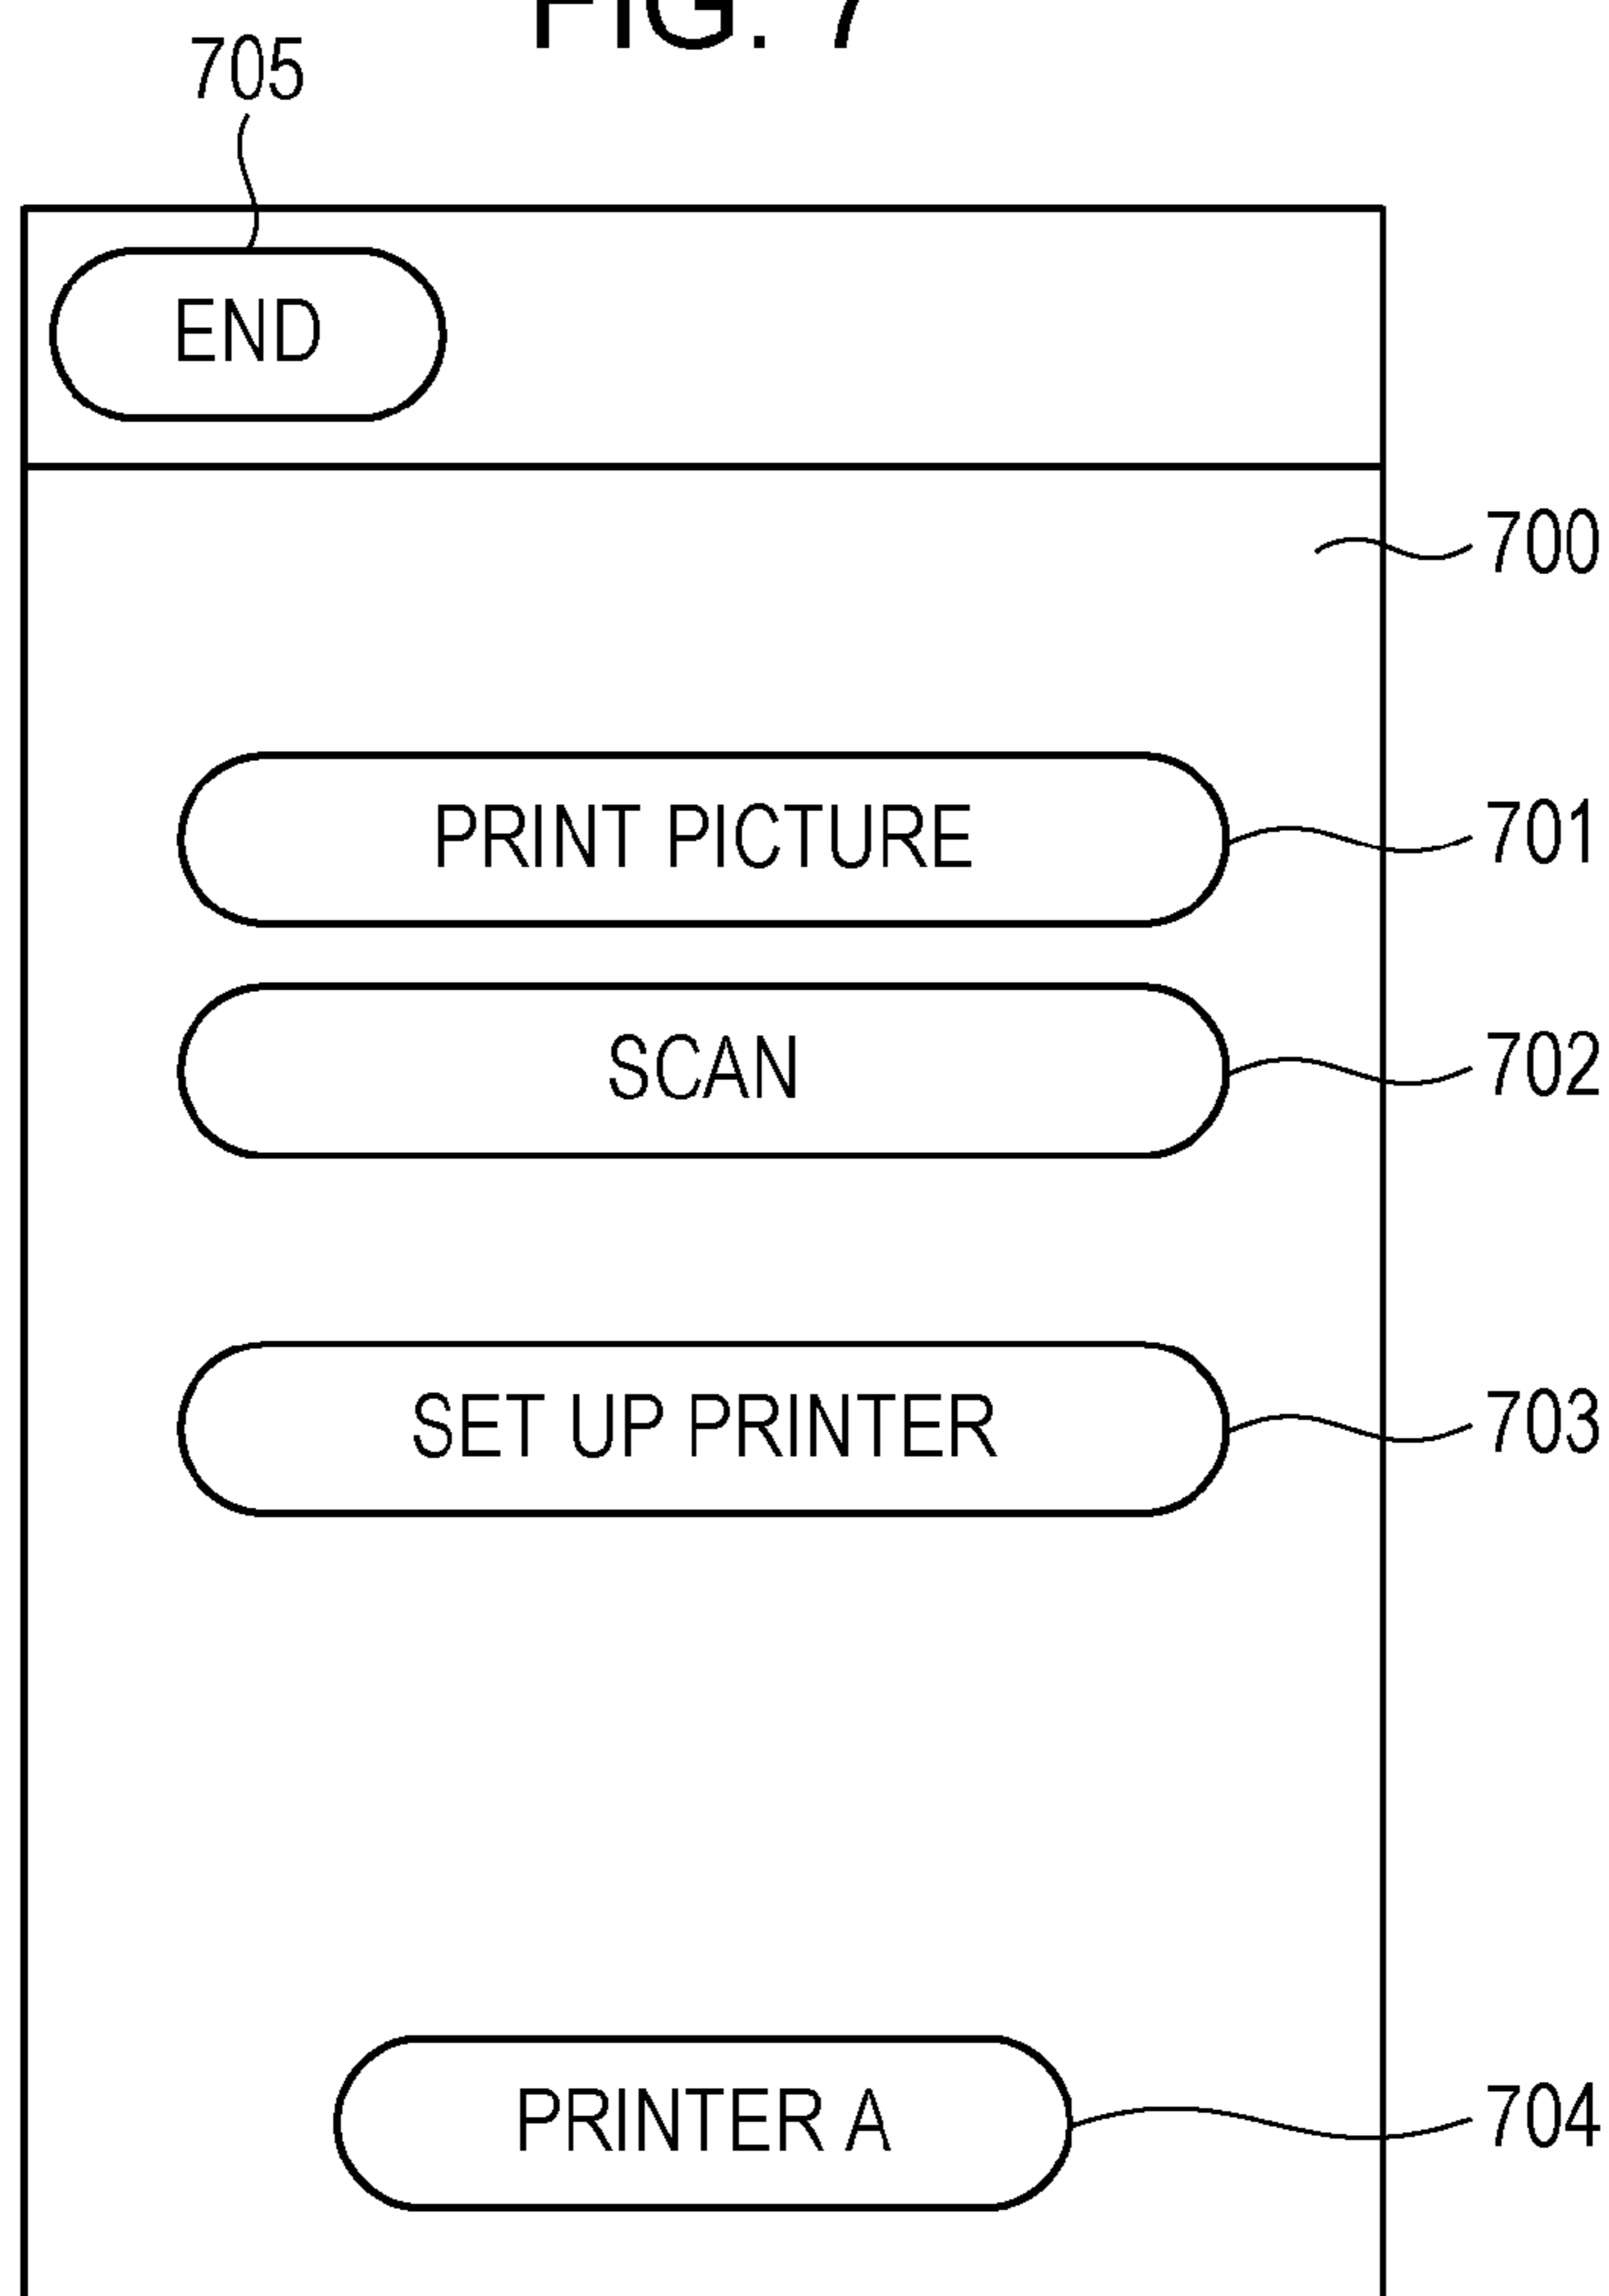 FIG. 7
705
END
700
PRINT PICTURE 701
SCAN 702
SET UP PRINTER 703
PRINTER A 704